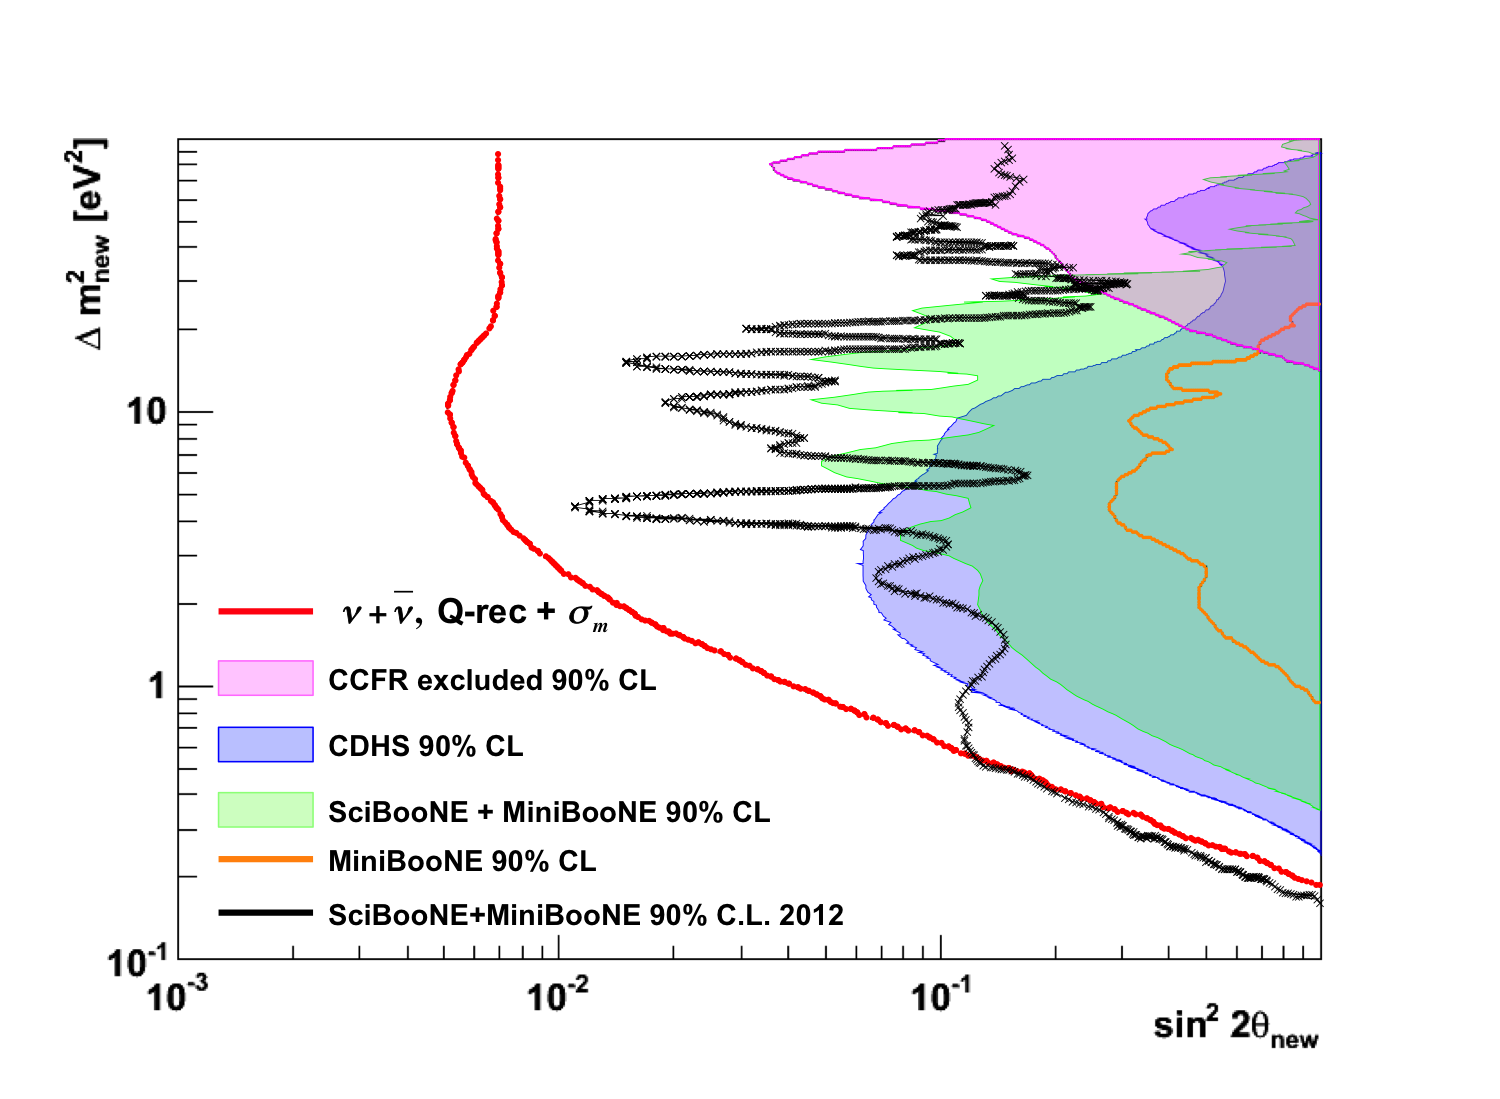 Δ m²new [eV²]
10
1
10⁻¹
ν + ν̅, Q-rec + σm
CCFR excluded 90% CL
CDHS 90% CL
SciBooNE + MiniBooNE 90% CL
MiniBooNE 90% CL
SciBooNE+MiniBooNE 90% C.L. 2012
10⁻³ 10⁻² 10⁻¹
sin² 2θnew